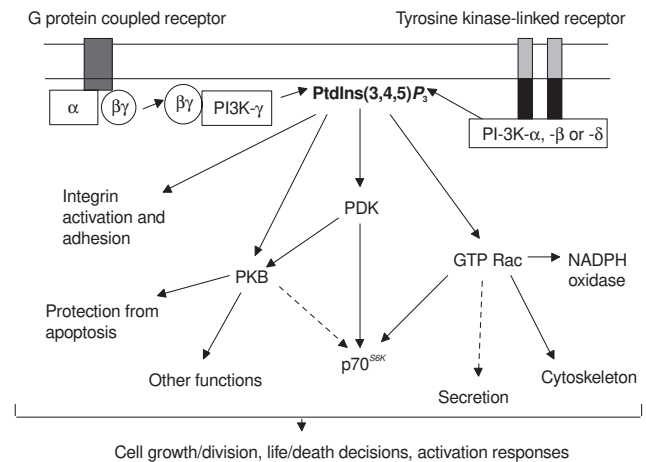 G protein coupled receptor
Tyrosine kinase-linked receptor
α
βγ
βγ
PI3K-γ
PtdIns(3,4,5)P3
PI-3K-α, -β or -δ
Integrin
activation and
adhesion
PDK
PKB
GTP Rac
NADPH
oxidase
Protection from
apoptosis
Other functions
p70S6K
Secretion
Cytoskeleton
Cell growth/division, life/death decisions, activation responses